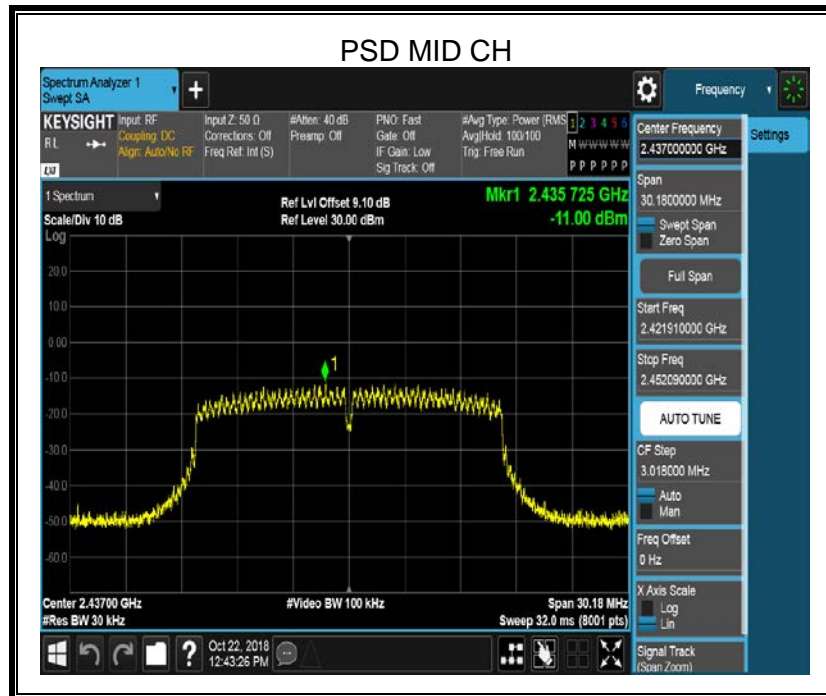 PSD MID CH
Spectrum Analyzer 1
Swept SA
+
Frequency
KEYSIGHT
RL
Input: RF
Coupling: DC
Align: Auto/No RF
Input Z: 50 Ω
Corrections: Off
Freq Ref: Int (S)
#Atten: 40 dB
Preamp: Off
PNO: Fast
Gate: Off
IF Gain: Low
Sig Track: Off
#Avg Type: Power (RMS
Avg|Hold: 100/100
Trig: Free Run
1 2 3 4 5 6
M W W W W W
P P P P P P
1 Spectrum
Scale/Div 10 dB
Log
Ref Lvl Offset 9.10 dB
Ref Level 30.00 dBm
Mkr1 2.435 725 GHz
-11.00 dBm
20.0
10.0
0.00
-10.0
-20.0
-30.0
-40.0
-50.0
-60.0
1
Center 2.43700 GHz
#Res BW 30 kHz
#Video BW 100 kHz
Span 30.18 MHz
Sweep 32.0 ms (8001 pts)
Oct 22, 2018
12:43:26 PM
?
Center Frequency
2.437000000 GHz
Settings
Span
30.1800000 MHz
Swept Span
Zero Span
Full Span
Start Freq
2.421910000 GHz
Stop Freq
2.452090000 GHz
AUTO TUNE
CF Step
3.018000 MHz
Auto
Man
Freq Offset
0 Hz
X Axis Scale
Log
Lin
Signal Track
(Span Zoom)